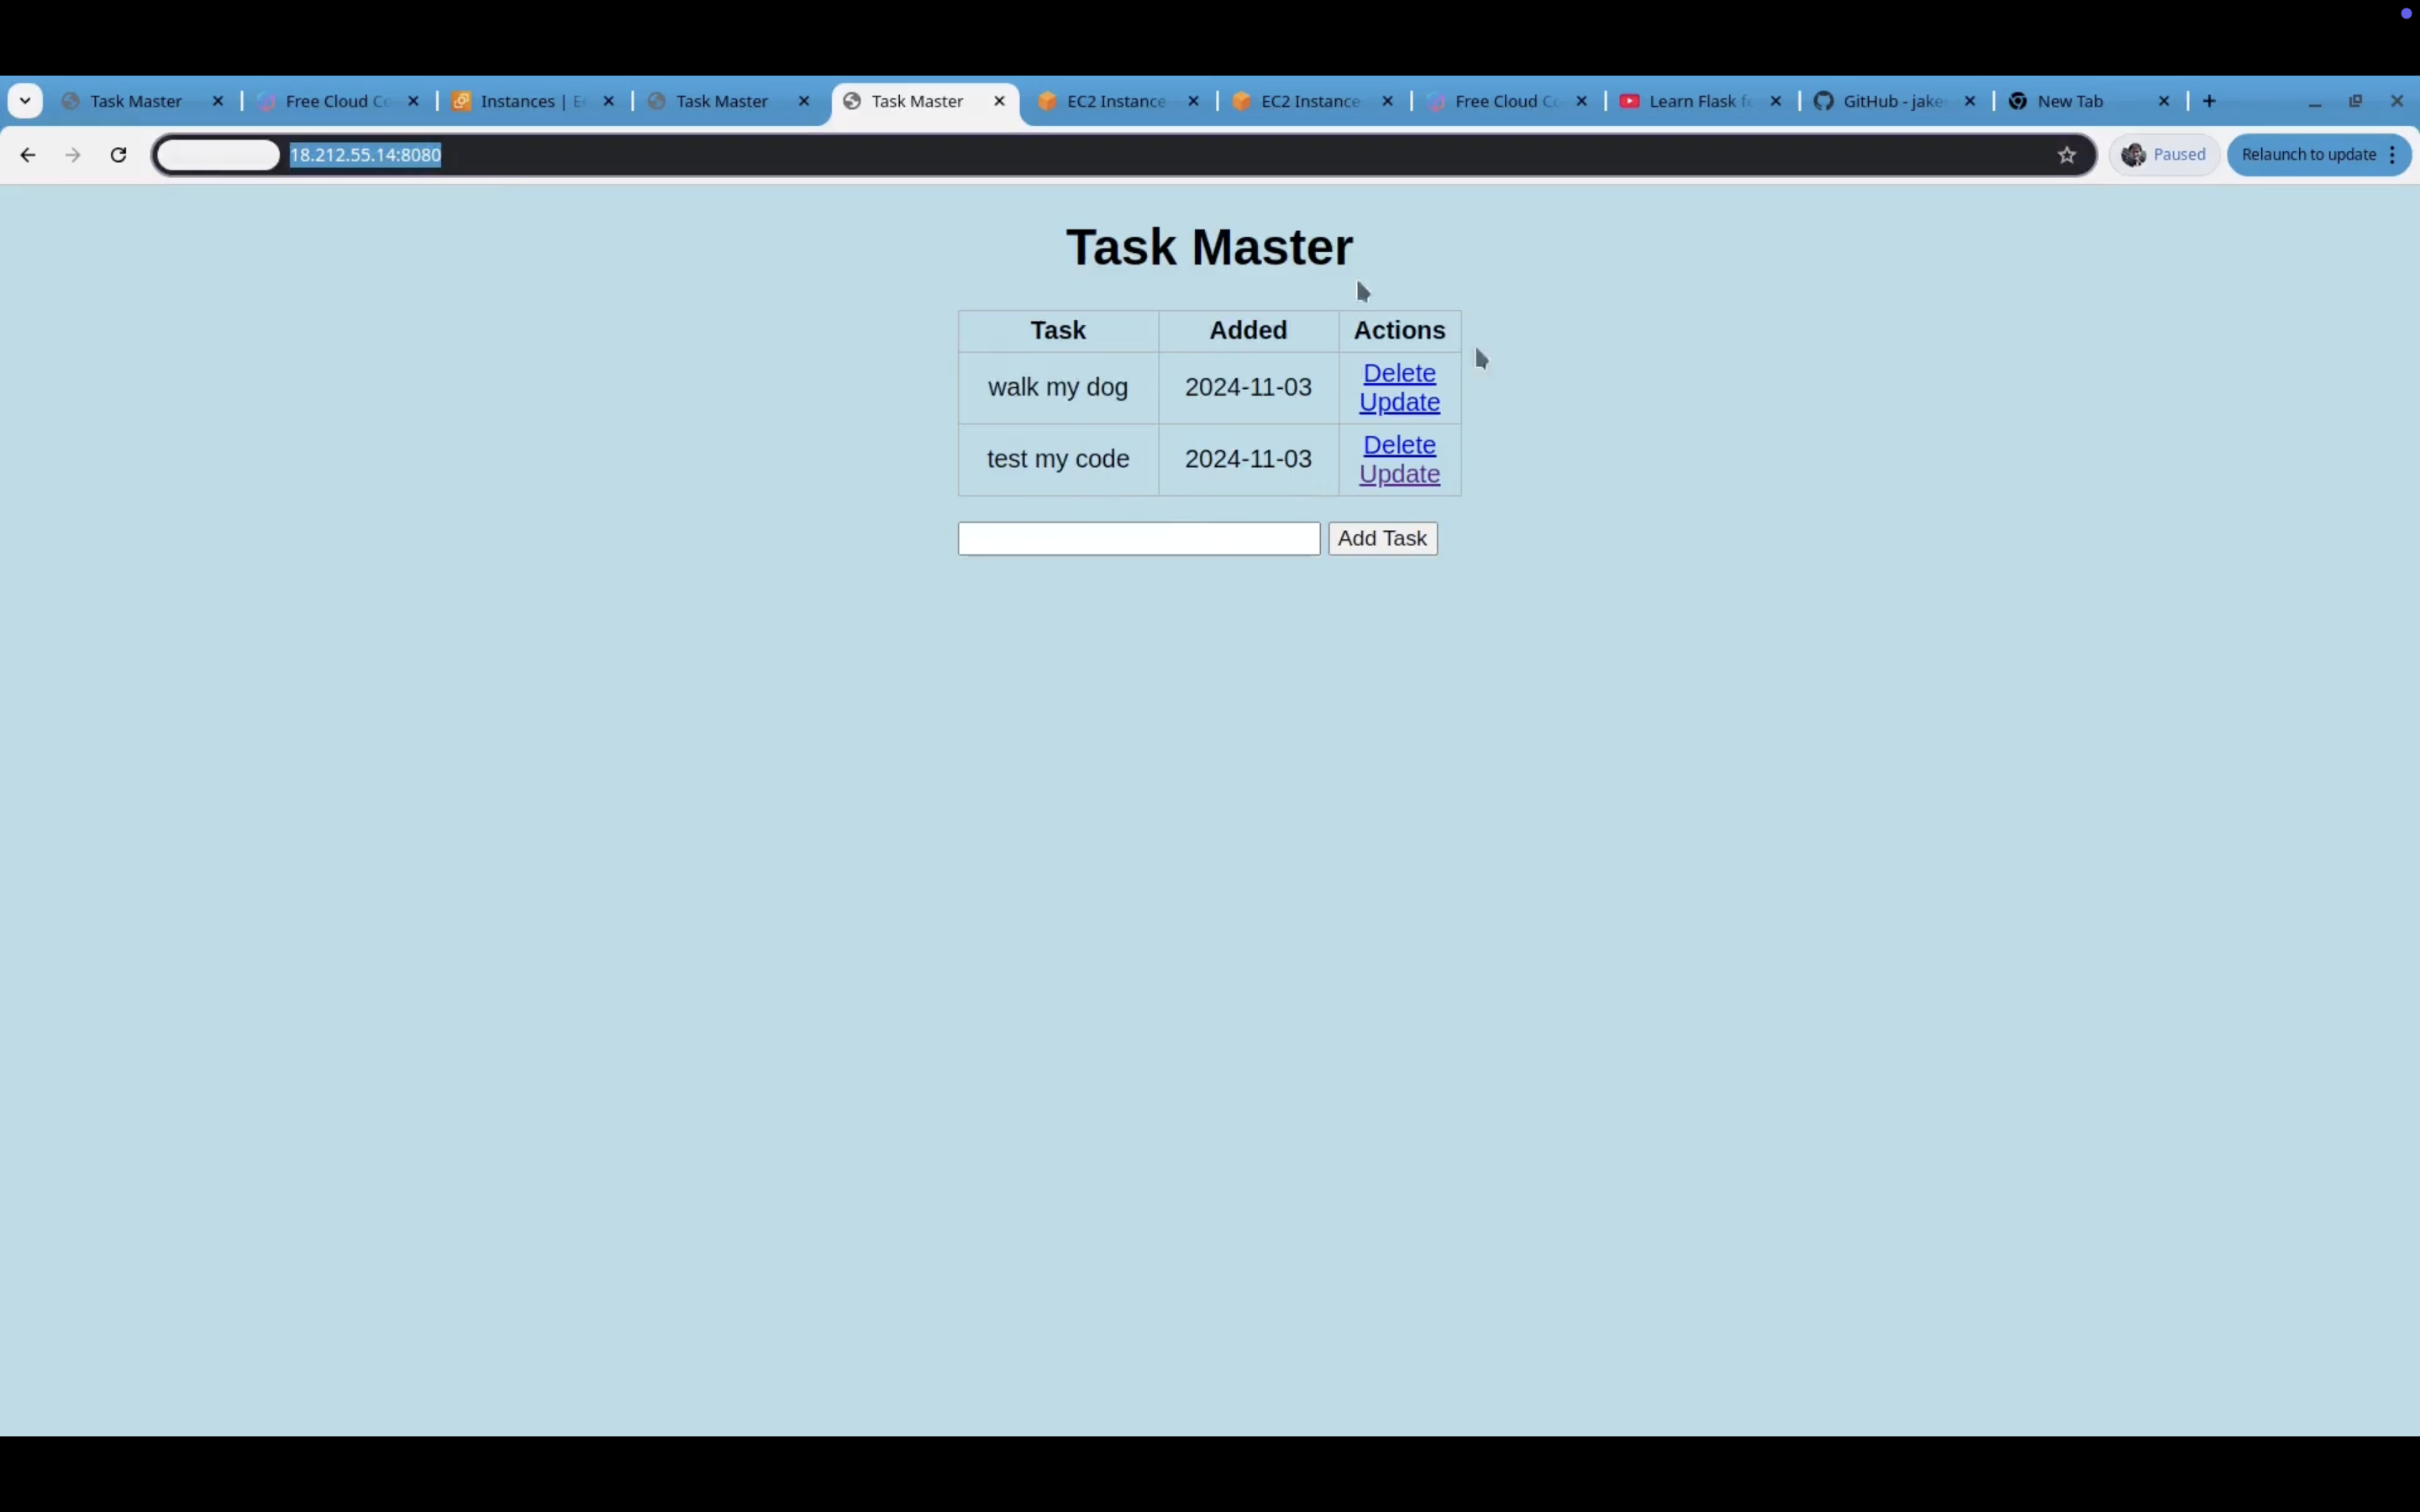 Task Master Free Cloud Co Instances | E Task Master Task Master EC2 Instance EC2 Instance Free Cloud Co Learn Flask f GitHub - jake New Tab
18.212.55.14:8080 Paused Relaunch to update
Task Master
Task Added Actions
walk my dog 2024-11-03 Delete
Update
test my code 2024-11-03 Delete
Update
Add Task